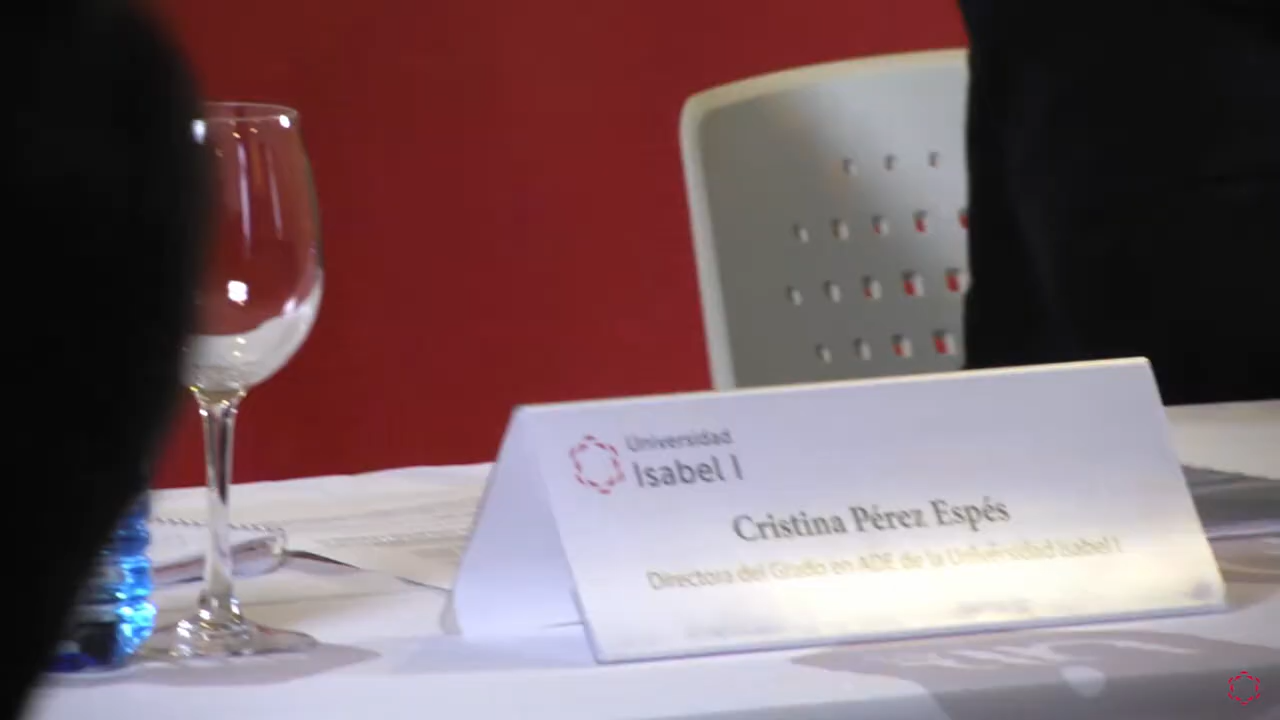 Universidad
Isabel I
Cristina Pérez Espés
Directora del Grado en ADE de la Universidad Isabel I